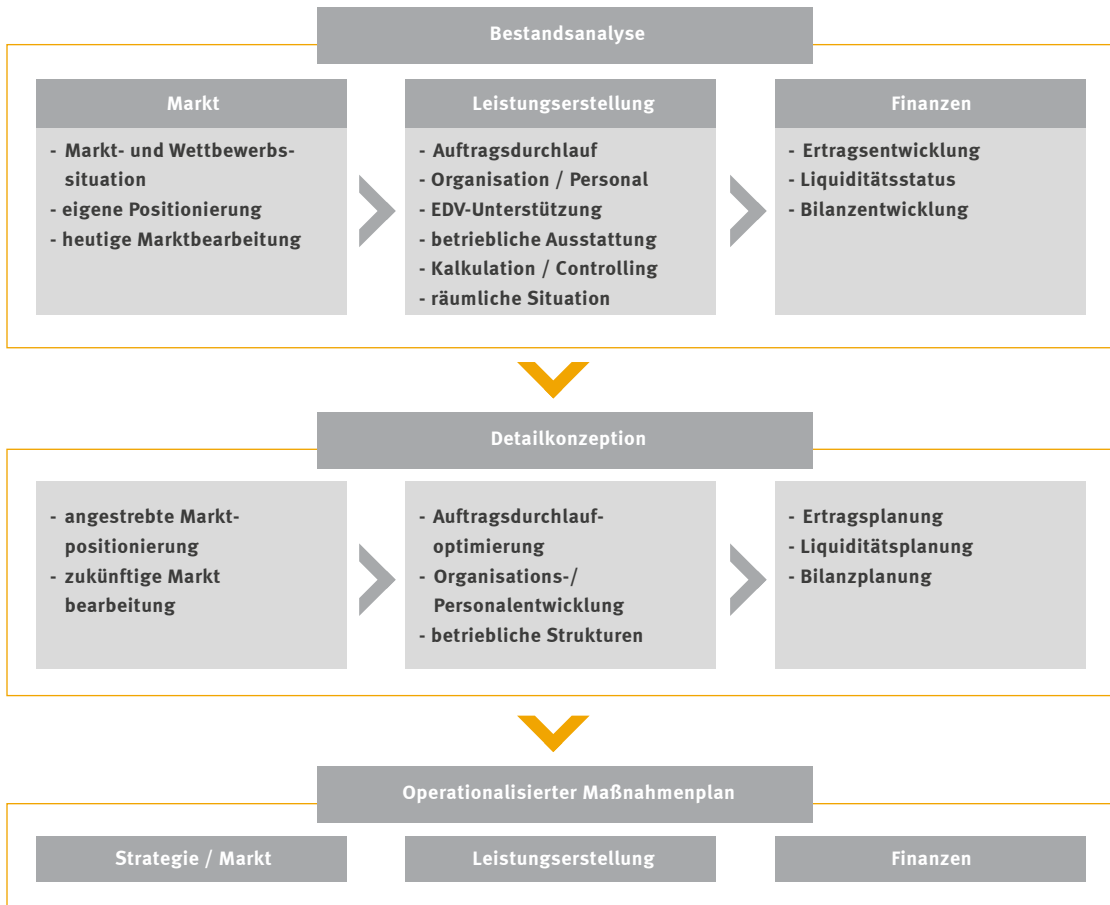 Bestandsanalyse
Markt
- Markt- und Wettbewerbs-
situation
- eigene Positionierung
- heutige Marktbearbeitung
Leistungserstellung
- Auftragsdurchlauf
- Organisation / Personal
- EDV-Unterstützung
- betriebliche Ausstattung
- Kalkulation / Controlling
- räumliche Situation
Finanzen
- Ertragsentwicklung
- Liquiditätsstatus
- Bilanzentwicklung
Detailkonzeption
- angestrebte Markt-
positionierung
- zukünftige Markt
bearbeitung
- Auftragsdurchlauf-
optimierung
- Organisations-/
Personalentwicklung
- betriebliche Strukturen
- Ertragsplanung
- Liquiditätsplanung
- Bilanzplanung
Operationalisierter Maßnahmenplan
Strategie / Markt
Leistungserstellung
Finanzen